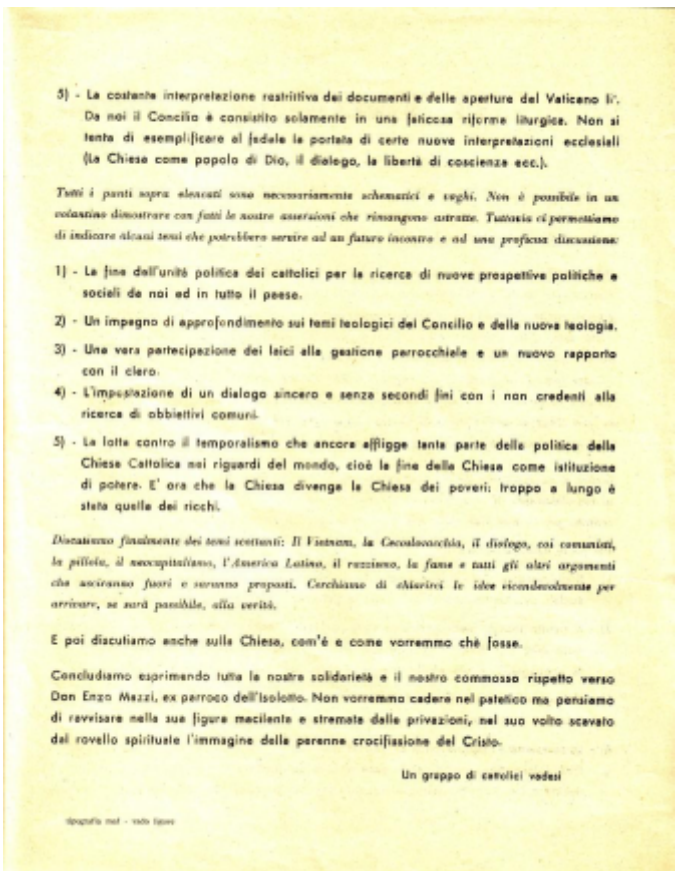 5) - La costante interpretazione restrittiva dei documenti e delle aperture del Vaticano II°.
Da noi il Concilio è consistito solamente in una faticosa riforma liturgica. Non si
tenta di esemplificare al fedele la portata di certe nuove interpretazioni ecclesiali
(La Chiesa come popolo di Dio, il dialogo, la libertà di coscienza ecc.).
Tutti i punti sopra elencati sono necessariamente schematici e vaghi. Non è possibile in un
volantino dimostrare con fatti le nostre asserzioni che rimangono astratte. Tuttavia ci permettiamo
di indicare alcuni temi che potrebbero servire ad un futuro incontro e ad una proficua discussione:
1) - La fine dell'unità politica dei cattolici per la ricerca di nuove prospettive politiche e
sociali da noi ed in tutto il paese.
2) - Un impegno di approfondimento sui temi teologici del Concilio e della nuova teologia.
3) - Una vera partecipazione dei laici alla gestione parrocchiale e un nuovo rapporto
con il clero.
4) - L'impostazione di un dialogo sincero e senza secondi fini con i non credenti alla
ricerca di obbiettivi comuni.
5) - La lotta contro il temporalismo che ancora affligge tanta parte della politica della
Chiesa Cattolica nei riguardi del mondo, cioè la fine della Chiesa come istituzione
di potere. E' ora che la Chiesa divenga la Chiesa dei poveri: troppo a lungo è
stata quella dei ricchi.
Discutiamo finalmente dei temi scottanti: Il Vietnam, la Cecoslovacchia, il dialogo, coi comunisti,
la pillola, il neocapitalismo, l'America Latina, il razzismo, la fame e tutti gli altri argomenti
che usciranno fuori e saranno proposti. Cerchiamo di chiarirci le idee vicendevolmente per
arrivare, se sarà possibile, alla verità.
E poi discutiamo anche sulla Chiesa, com'é e come vorremmo chè fosse.
Concludiamo esprimendo tutta la nostra solidarietà e il nostro commosso rispetto verso
Don Enzo Mazzi, ex parroco dell'Isolotto. Non vorremmo cadere nel patetico ma pensiamo
di ravvisare nella sua figura macilenta e stremata dalle privazioni, nel suo volto scavato
dal rovello spirituale l'immagine della perenne crocifissione del Cristo.
Un gruppo di cattolici vadesi
tipografia - vado ligure